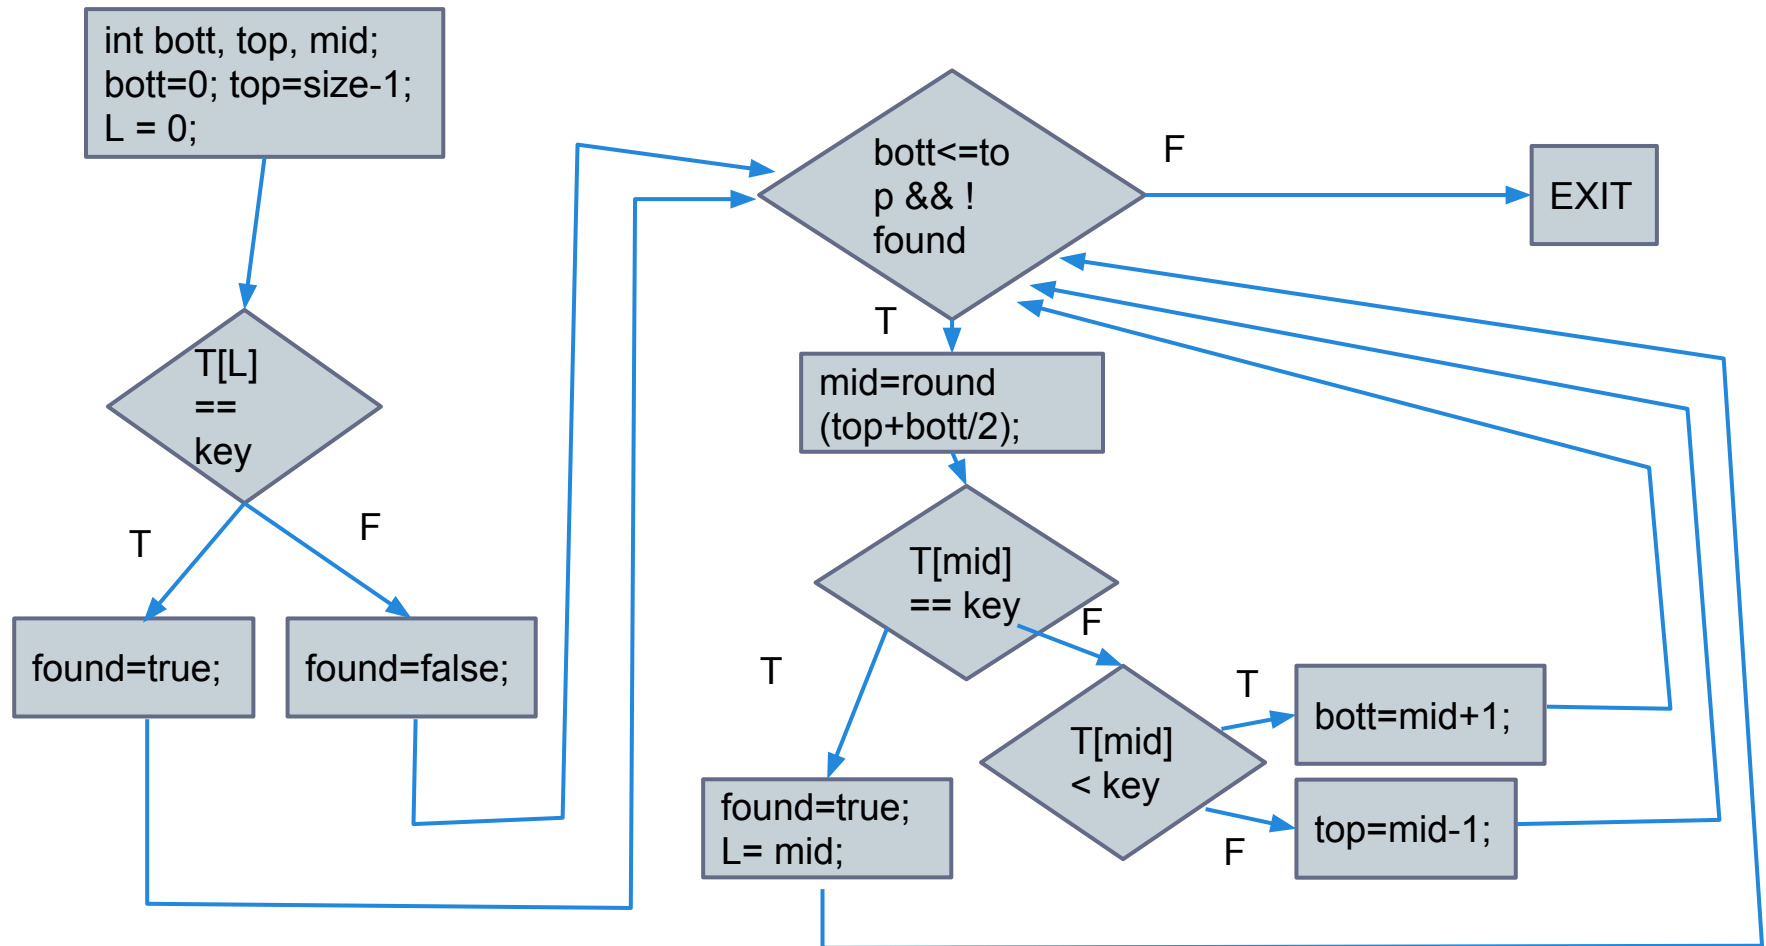 int bott, top, mid;
bott=0; top=size-1;
L = 0;
T[L]
==
key
T
F
found=true;
found=false;
bott<=to
p && !
found
F
EXIT
T
mid=round
(top+bott/2);
T[mid]
== key
F
T
T[mid]
< key
T
bott=mid+1;
F
top=mid-1;
found=true;
L= mid;